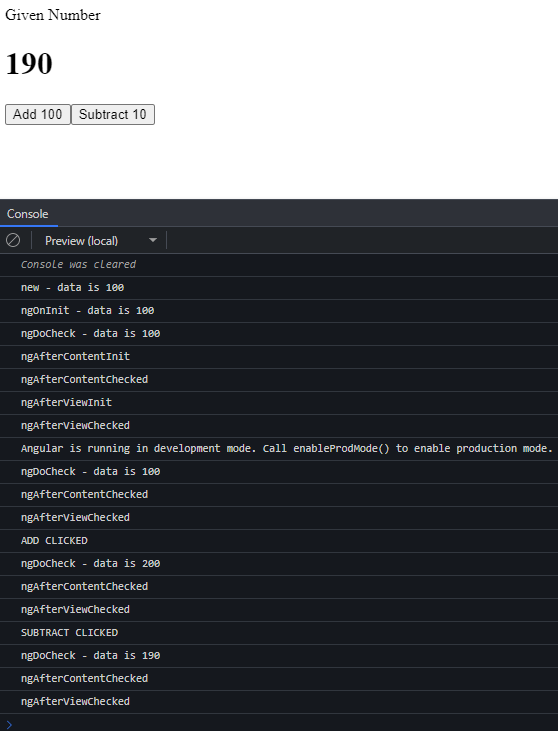 Given Number
190
Add 100 Subtract 10
Console
Preview (local)
Console was cleared
new - data is 100
ngOnInit - data is 100
ngDoCheck - data is 100
ngAfterContentInit
ngAfterContentChecked
ngAfterViewInit
ngAfterViewChecked
Angular is running in development mode. Call enableProdMode() to enable production mode.
ngDoCheck - data is 100
ngAfterContentChecked
ngAfterViewChecked
ADD CLICKED
ngDoCheck - data is 200
ngAfterContentChecked
ngAfterViewChecked
SUBTRACT CLICKED
ngDoCheck - data is 190
ngAfterContentChecked
ngAfterViewChecked